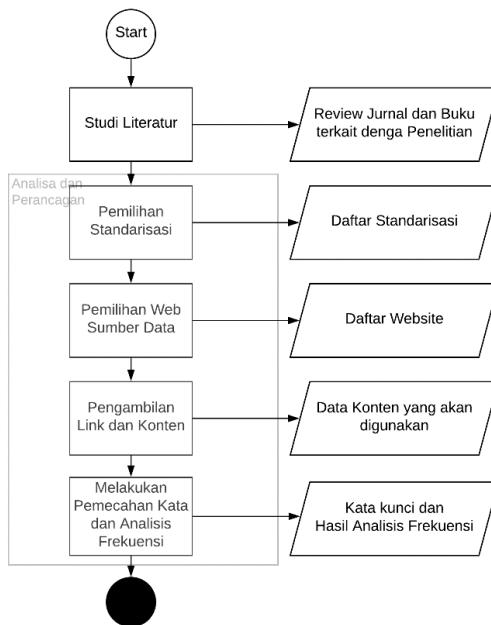 Start
Studi Literatur
Review Jurnal dan Buku
terkait denga Penelitian
Analisa dan
Perancagan
Pemilihan
Standarisasi
Daftar Standarisasi
Pemilihan Web
Sumber Data
Daftar Website
Pengambilan
Link dan Konten
Data Konten yang akan
digunakan
Melakukan
Pemecahan Kata
dan Analisis
Frekuensi
Kata kunci dan
Hasil Analisis Frekuensi